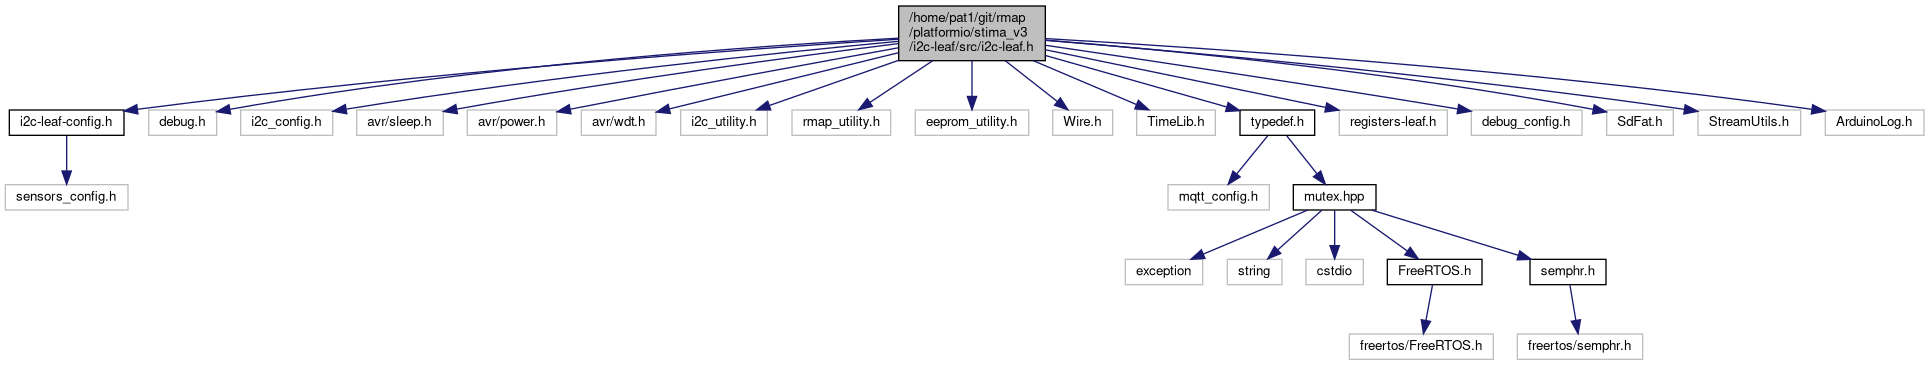 /home/pat1/git/rmap
/platformio/stima_v3
/i2c-leaf/src/i2c-leaf.h
i2c-leaf-config.h
debug.h
i2c_config.h
avr/sleep.h
avr/power.h
avr/wdt.h
i2c_utility.h
rmap_utility.h
eeprom_utility.h
Wire.h
TimeLib.h
typedef.h
registers-leaf.h
debug_config.h
SdFat.h
StreamUtils.h
ArduinoLog.h
sensors_config.h
mqtt_config.h
mutex.hpp
exception
string
cstdio
FreeRTOS.h
semphr.h
freertos/FreeRTOS.h
freertos/semphr.h